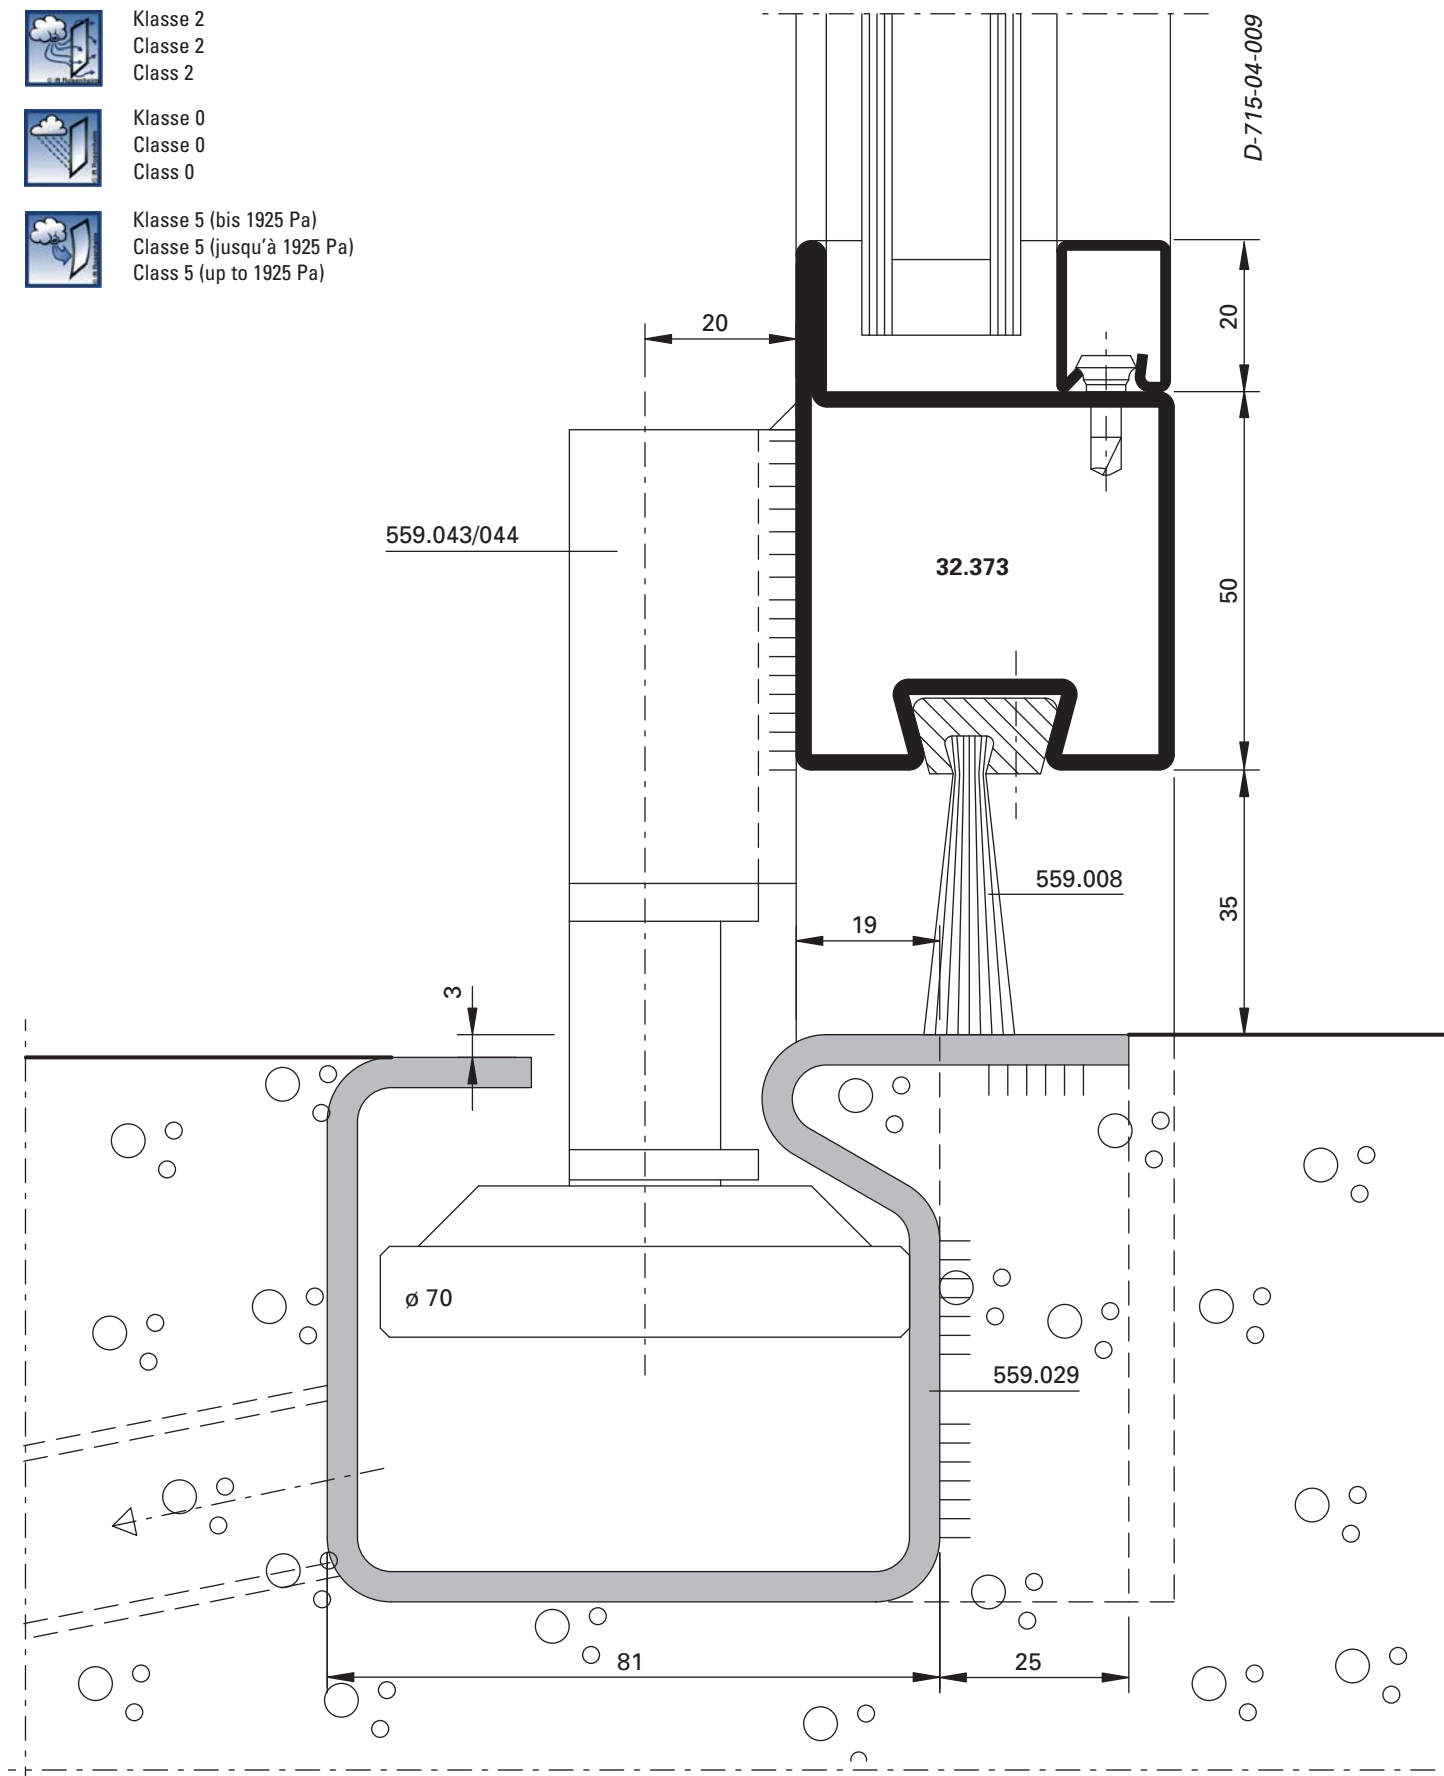 Klasse 2
Classe 2
Class 2
Klasse 0
Classe 0
Class 0
Klasse 5 (bis 1925 Pa)
Classe 5 (jusqu'à 1925 Pa)
Class 5 (up to 1925 Pa)
D-715-04-009
20
20
559.043/044
32.373
50
559.008
19
35
3
ø 70
559.029
81
25